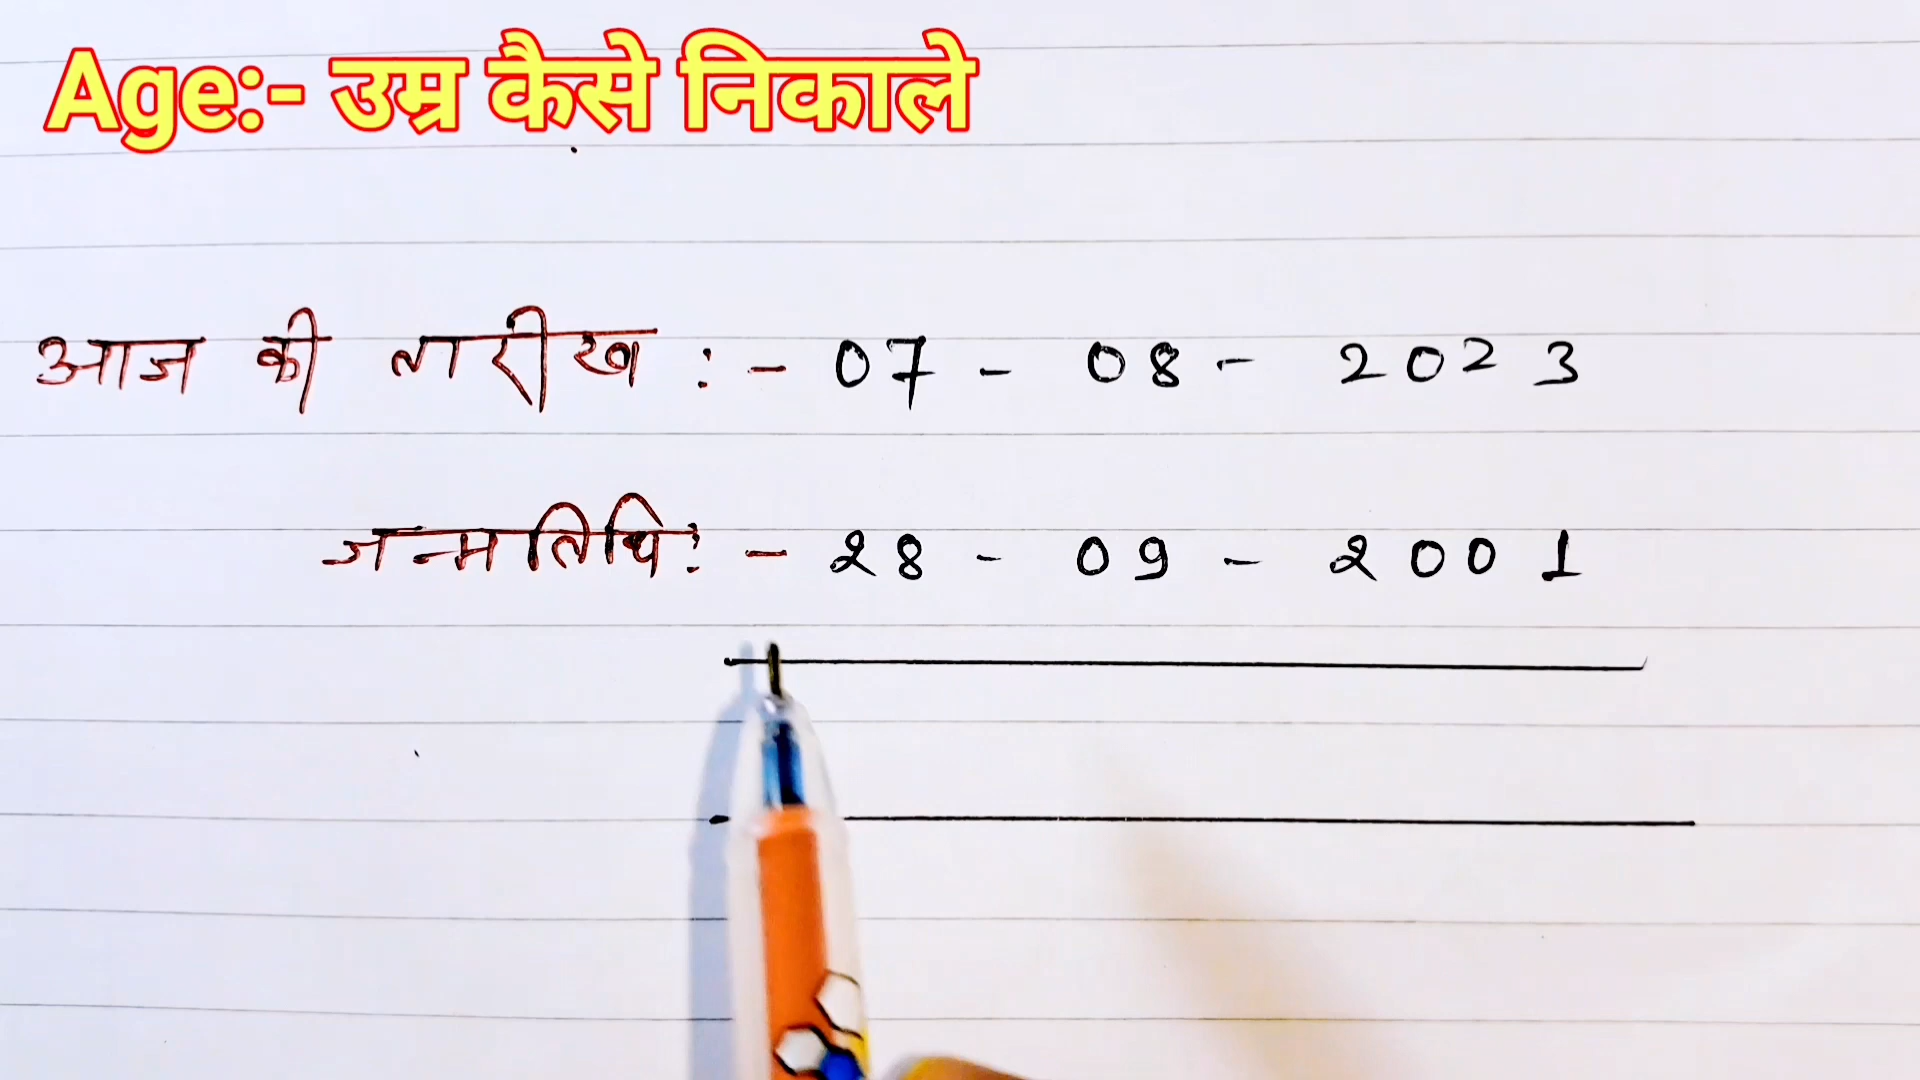 Age:- उम्र कैसे निकाले
आज की तारीख :- 07 - 08 - 2023
जन्मतिथि :- 28 - 09 - 2001